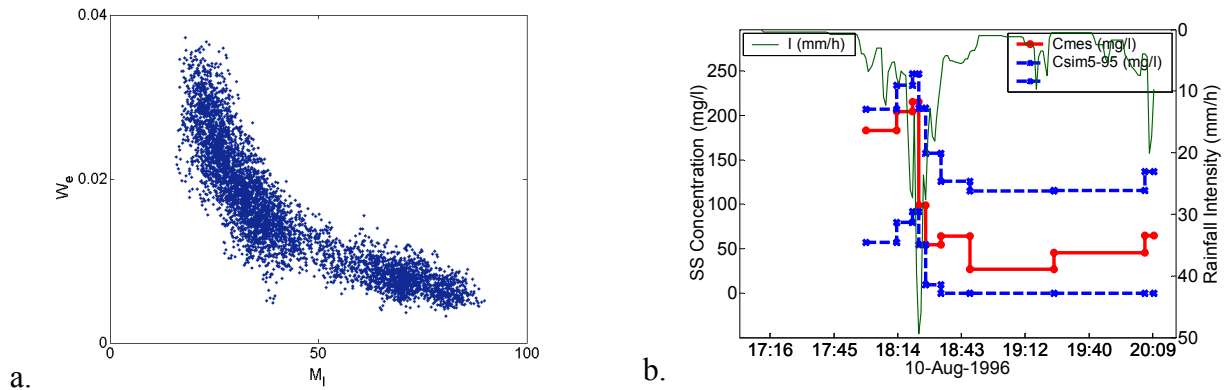 0.04
0.02
0
W_e
0
50
100
M_I
a.
I (mm/h)
Cmes (mg/l)
Csim5-95 (mg/l)
SS Concentration (mg/l)
250
200
150
100
50
0
0
10
20
30
40
50
Rainfall Intensity (mm/h)
17:16 17:45 18:14 18:43 19:12 19:40 20:09
10-Aug-1996
b.